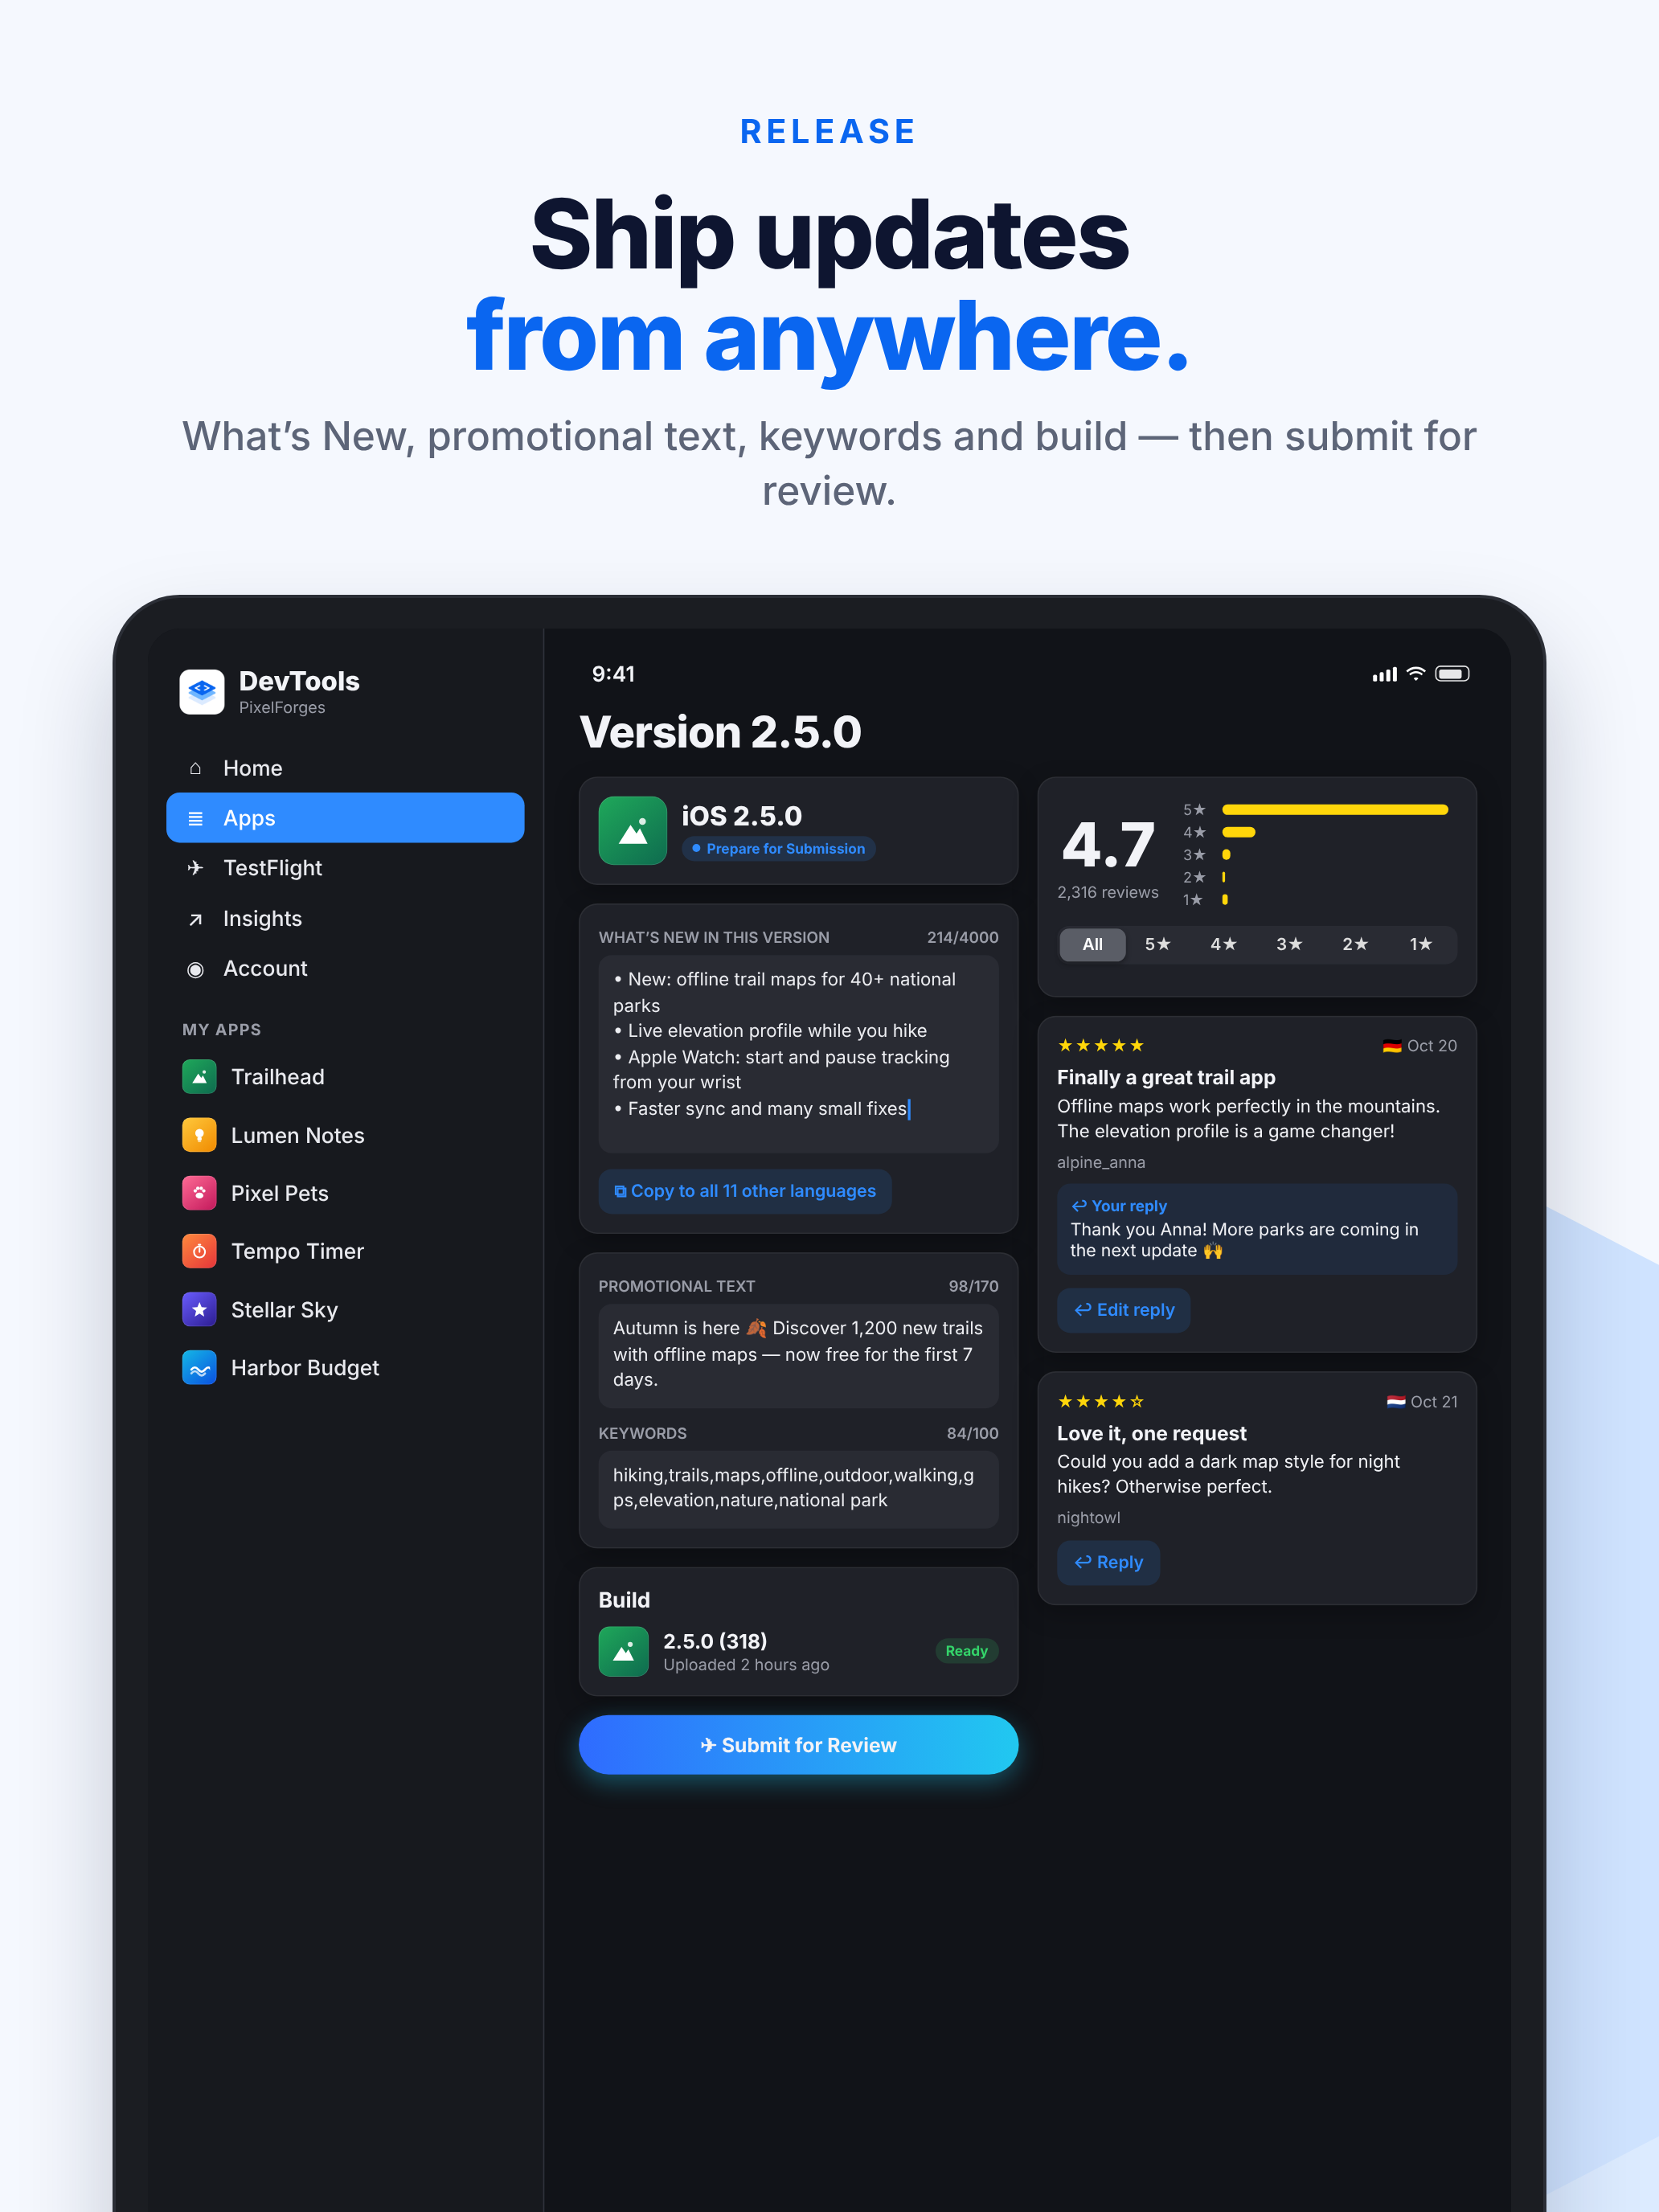 RELEASE
Ship updates
from anywhere.
What’s New, promotional text, keywords and build — then submit for
review.
DevTools
PixelForges
Home
Apps
TestFlight
Insights
Account
MY APPS
Trailhead
Lumen Notes
Pixel Pets
Tempo Timer
Stellar Sky
Harbor Budget
9:41
Version 2.5.0
iOS 2.5.0
Prepare for Submission
WHAT’S NEW IN THIS VERSION 214/4000
• New: offline trail maps for 40+ national
parks
• Live elevation profile while you hike
• Apple Watch: start and pause tracking
from your wrist
• Faster sync and many small fixes
Copy to all 11 other languages
PROMOTIONAL TEXT 98/170
Autumn is here 🍂 Discover 1,200 new trails
with offline maps — now free for the first 7
days.
KEYWORDS 84/100
hiking,trails,maps,offline,outdoor,walking,g
ps,elevation,nature,national park
Build
2.5.0 (318)
Uploaded 2 hours ago
Ready
✈ Submit for Review
4.7
2,316 reviews
5★
4★
3★
2★
1★
All 5★ 4★ 3★ 2★ 1★
★★★★★ 🇩🇪 Oct 20
Finally a great trail app
Offline maps work perfectly in the mountains.
The elevation profile is a game changer!
alpine_anna
↩ Your reply
Thank you Anna! More parks are coming in
the next update 🙌
↩ Edit reply
★★★★☆ 🇳🇱 Oct 21
Love it, one request
Could you add a dark map style for night
hikes? Otherwise perfect.
nightowl
↩ Reply